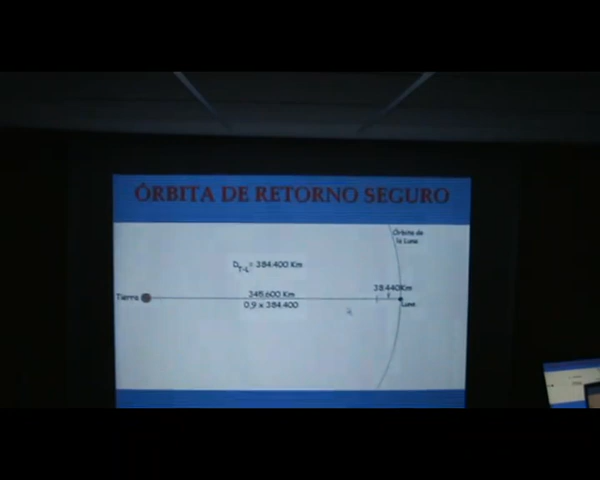 ÓRBITA DE RETORNO SEGURO
Órbita de
la Luna
D T-L = 384.400 Km
38.440Km
345.600 Km
Tierra
Luna
0,9 x 384.400